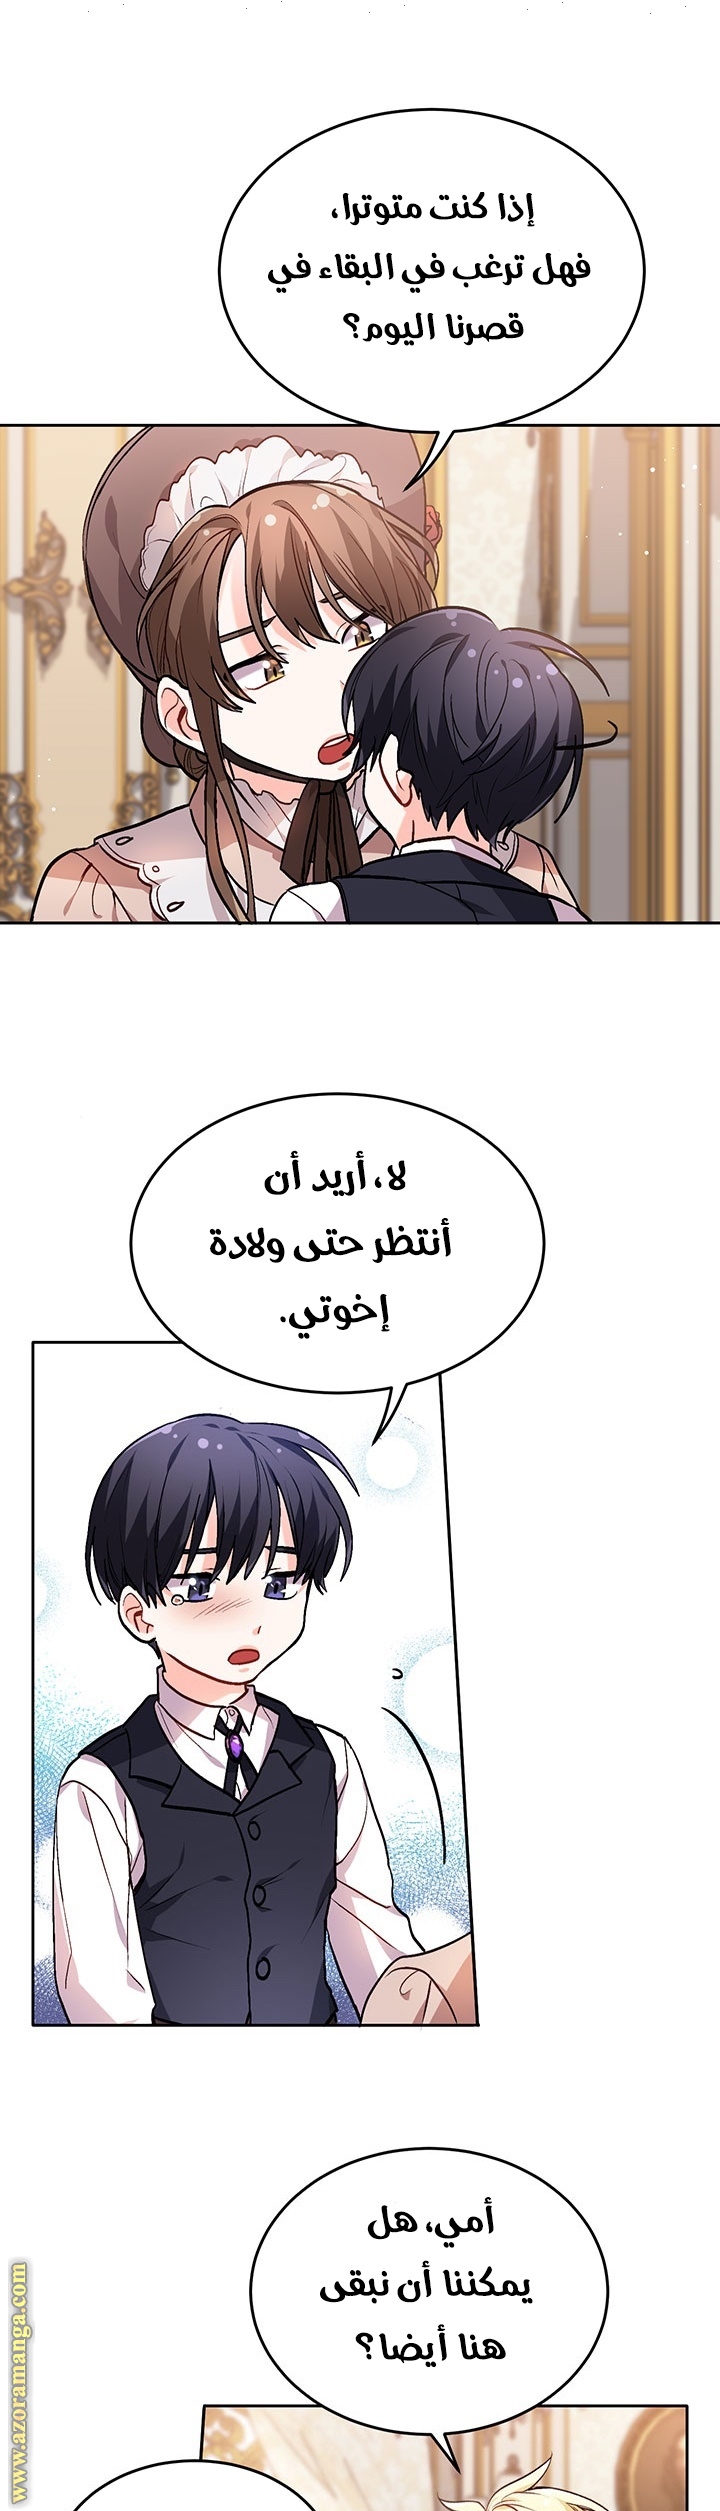 إذا كنت متوترا،
فهل ترغب في البقاء في
قصرنا اليوم؟
لا، أريد أن
أنتظر حتى ولادة
إخوتي.
أمي، هل
يمكننا أن نبقى
هنا أيضا؟
www.azoramanga.com